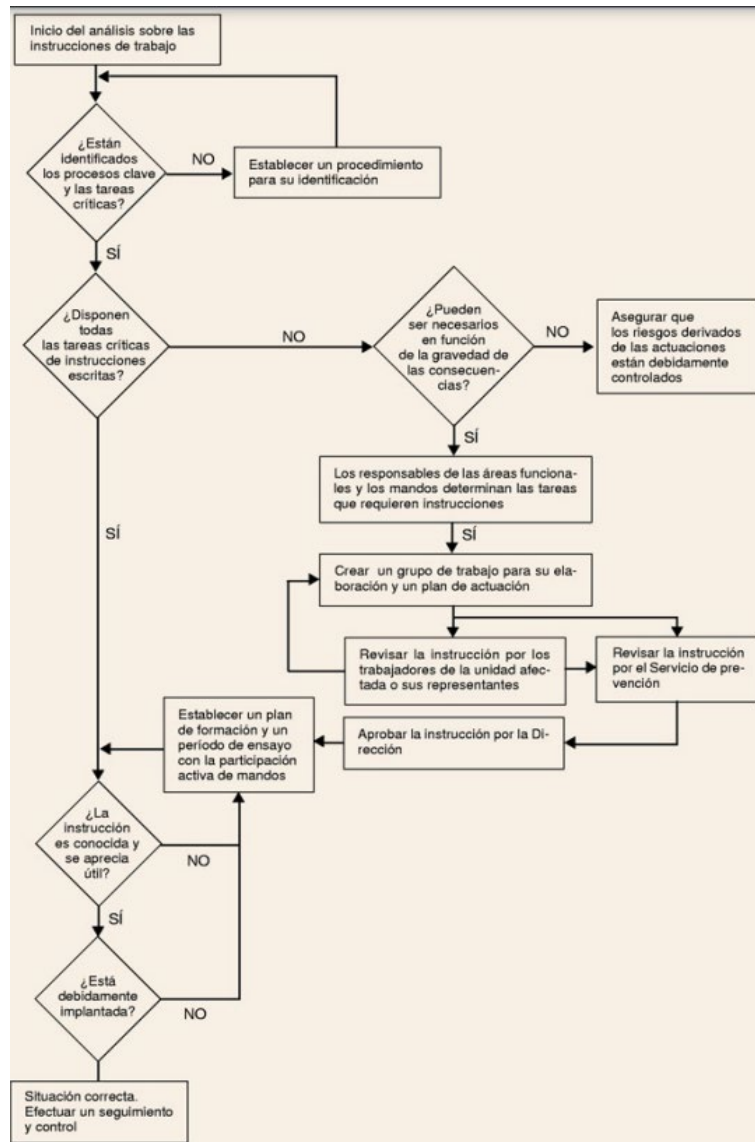 Inicio del análisis sobre las
instrucciones de trabajo
¿Están
identificados
los procesos clave
y las tareas
críticas?
NO
Establecer un procedimiento
para su identificación
SÍ
¿Disponen
todas
las tareas críticas
de instrucciones
escritas?
NO
¿Pueden
ser necesarios
en función
de la gravedad de
las consecuen-
cias?
NO
Asegurar que
los riesgos derivados
de las actuaciones
están debidamente
controlados
SÍ
Los responsables de las áreas funciona-
les y los mandos determinan las tareas
que requieren instrucciones
SÍ
SÍ
Crear un grupo de trabajo para su ela-
boración y un plan de actuación
Revisar la instrucción por los
trabajadores de la unidad afec-
tada o sus representantes
Revisar la instrucción
por el Servicio de pre-
vención
Establecer un plan
de formación y un
período de ensayo
con la participación
activa de mandos
Aprobar la instrucción por la Di-
rección
¿La
instrucción
es conocida y
se aprecia
útil?
NO
SÍ
¿Está
debidamente
implantada?
NO
Situación correcta.
Efectuar un seguimiento
y control